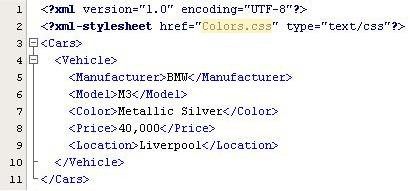 1 <?xml version="1.0" encoding="UTF-8"?>
2 <?xml-stylesheet href="Colors.css" type="text/css"?>
3 <Cars>
4 <Vehicle>
5 <Manufacturer>BMW</Manufacturer>
6 <Model>M3</Model>
7 <Color>Metallic Silver</Color>
8 <Price>40,000</Price>
9 <Location>Liverpool</Location>
10 </Vehicle>
11 </Cars>